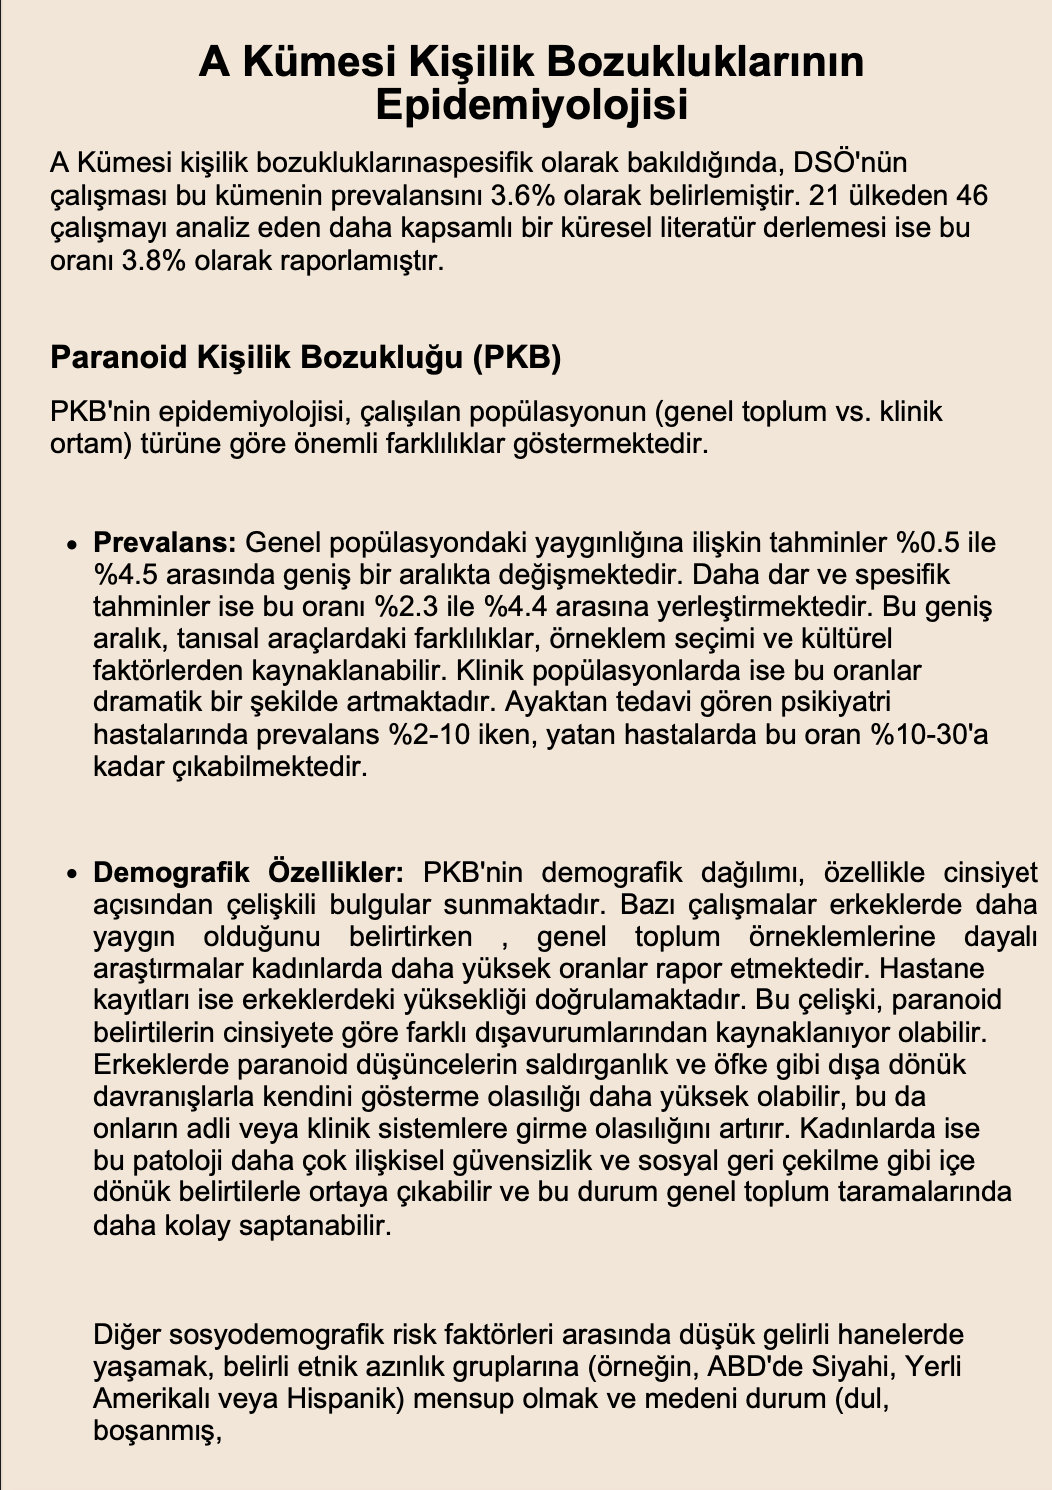 A Kümesi Kişilik Bozukluklarının
Epidemiyolojisi
A Kümesi kişilik bozukluklarınaspesifik olarak bakıldığında, DSÖ'nün
çalışması bu kümenin prevalansını 3.6% olarak belirlemiştir. 21 ülkeden 46
çalışmayı analiz eden daha kapsamlı bir küresel literatür derlemesi ise bu
oranı 3.8% olarak raporlamıştır.
Paranoid Kişilik Bozukluğu (PKB)
PKB'nin epidemiyolojisi, çalışılan popülasyonun (genel toplum vs. klinik
ortam) türüne göre önemli farklılıklar göstermektedir.
• Prevalans: Genel popülasyondaki yaygınlığına ilişkin tahminler %0.5 ile
%4.5 arasında geniş bir aralıkta değişmektedir. Daha dar ve spesifik
tahminler ise bu oranı %2.3 ile %4.4 arasına yerleştirmektedir. Bu geniş
aralık, tanısal araçlardaki farklılıklar, örneklem seçimi ve kültürel
faktörlerden kaynaklanabilir. Klinik popülasyonlarda ise bu oranlar
dramatik bir şekilde artmaktadır. Ayaktan tedavi gören psikiyatri
hastalarında prevalans %2-10 iken, yatan hastalarda bu oran %10-30'a
kadar çıkabilmektedir.
• Demografik Özellikler: PKB'nin demografik dağılımı, özellikle cinsiyet
açısından çelişkili bulgular sunmaktadır. Bazı çalışmalar erkeklerde daha
yaygın olduğunu belirtirken , genel toplum örneklemlerine dayalı
araştırmalar kadınlarda daha yüksek oranlar rapor etmektedir. Hastane
kayıtları ise erkeklerdeki yüksekliği doğrulamaktadır. Bu çelişki, paranoid
belirtilerin cinsiyete göre farklı dışavurumlarından kaynaklanıyor olabilir.
Erkeklerde paranoid düşüncelerin saldırganlık ve öfke gibi dışa dönük
davranışlarla kendini gösterme olasılığı daha yüksek olabilir, bu da
onların adli veya klinik sistemlere girme olasılığını artırır. Kadınlarda ise
bu patoloji daha çok ilişkisel güvensizlik ve sosyal geri çekilme gibi içe
dönük belirtilerle ortaya çıkabilir ve bu durum genel toplum taramalarında
daha kolay saptanabilir.
Diğer sosyodemografik risk faktörleri arasında düşük gelirli hanelerde
yaşamak, belirli etnik azınlık gruplarına (örneğin, ABD'de Siyahi, Yerli
Amerikalı veya Hispanik) mensup olmak ve medeni durum (dul,
boşanmış,